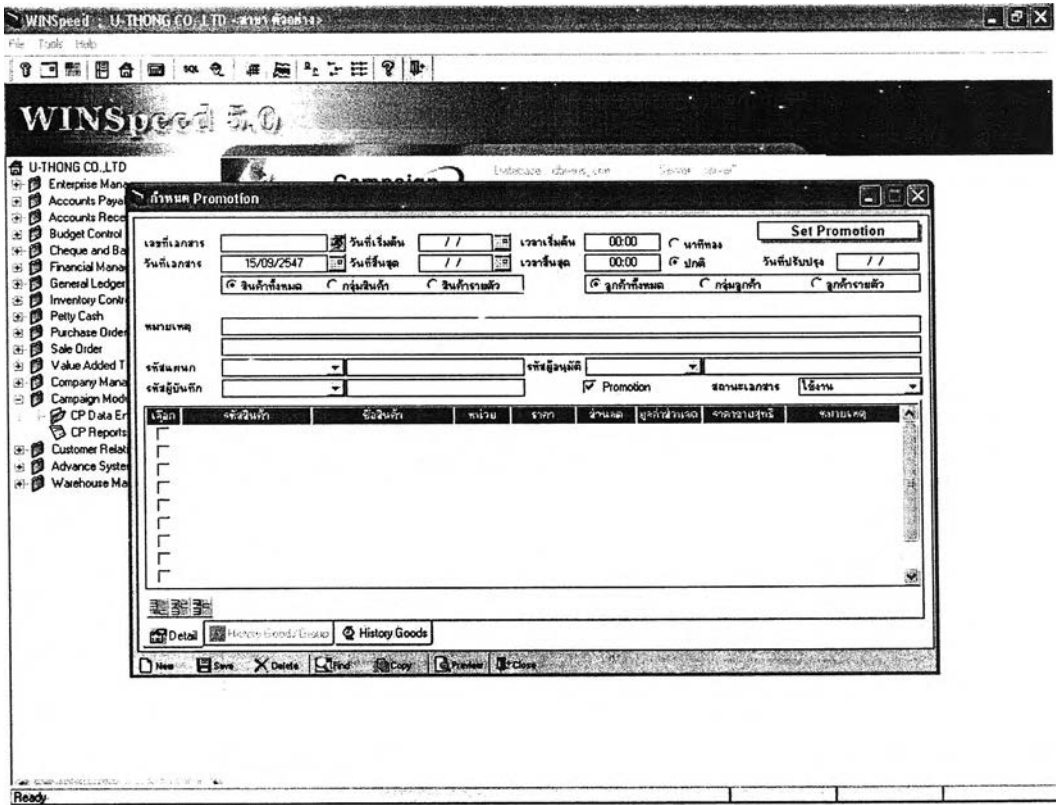 WINSpeed : U-THONG CO.,LTD <สาขา ตัวอย่าง>
File Tools Help
SQL
WINSpeed 5.0
U-THONG CO.,LTD
Enterprise Mana
Accounts Payal
Accounts Rece
Budget Control
Cheque and Ba
Financial Manag
General Ledger
Inventory Contr
Petty Cash
Purchase Order
Sale Order
Value Added T
Company Mana
Campaign Modu
CP Data En
CP Reports
Customer Relati
Advance System
Warehouse Ma
Campaign
กำหนด Promotion
Set Promotion
เลขที่เอกสาร วันที่เริ่มต้น / / เวลาเริ่มต้น 00:00 นาทีทอง
วันที่เอกสาร 15/09/2547 วันที่สิ้นสุด / / เวลาสิ้นสุด 00:00 ปกติ วันที่ปรับปรุง / /
สินค้าทั้งหมด กลุ่มสินค้า สินค้ารายตัว ลูกค้าทั้งหมด กลุ่มลูกค้า ลูกค้ารายตัว
หมายเหตุ
รหัสแผนก รหัสผู้อนุมัติ
รหัสผู้บันทึก Promotion สถานะเอกสาร ใช้งาน
เลือก รหัสสินค้า ชื่อสินค้า หน่วย ราคา ส่วนลด มูลค่าส่วนลด ราคาขายสุทธิ หมายเหตุ
Detail History Goods/Group History Goods
New Save Delete Find Copy Preview Close
Ready